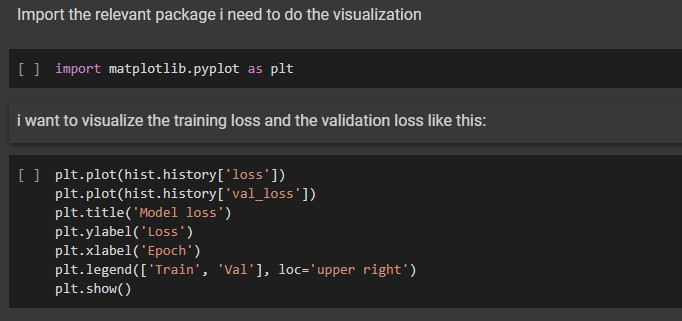 Import the relevant package i need to do the visualization
[ ] import matplotlib.pyplot as plt
i want to visualize the training loss and the validation loss like this:
[ ] plt.plot(hist.history['loss'])
plt.plot(hist.history['val_loss'])
plt.title('Model loss')
plt.ylabel('Loss')
plt.xlabel('Epoch')
plt.legend(['Train', 'Val'], loc='upper right')
plt.show()